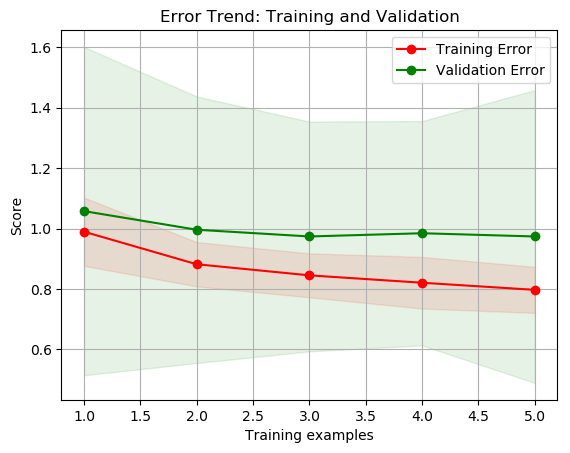 Error Trend: Training and Validation
Training Error
Validation Error
Score
1.6
1.4
1.2
1.0
0.8
0.6
1.0 1.5 2.0 2.5 3.0 3.5 4.0 4.5 5.0
Training examples